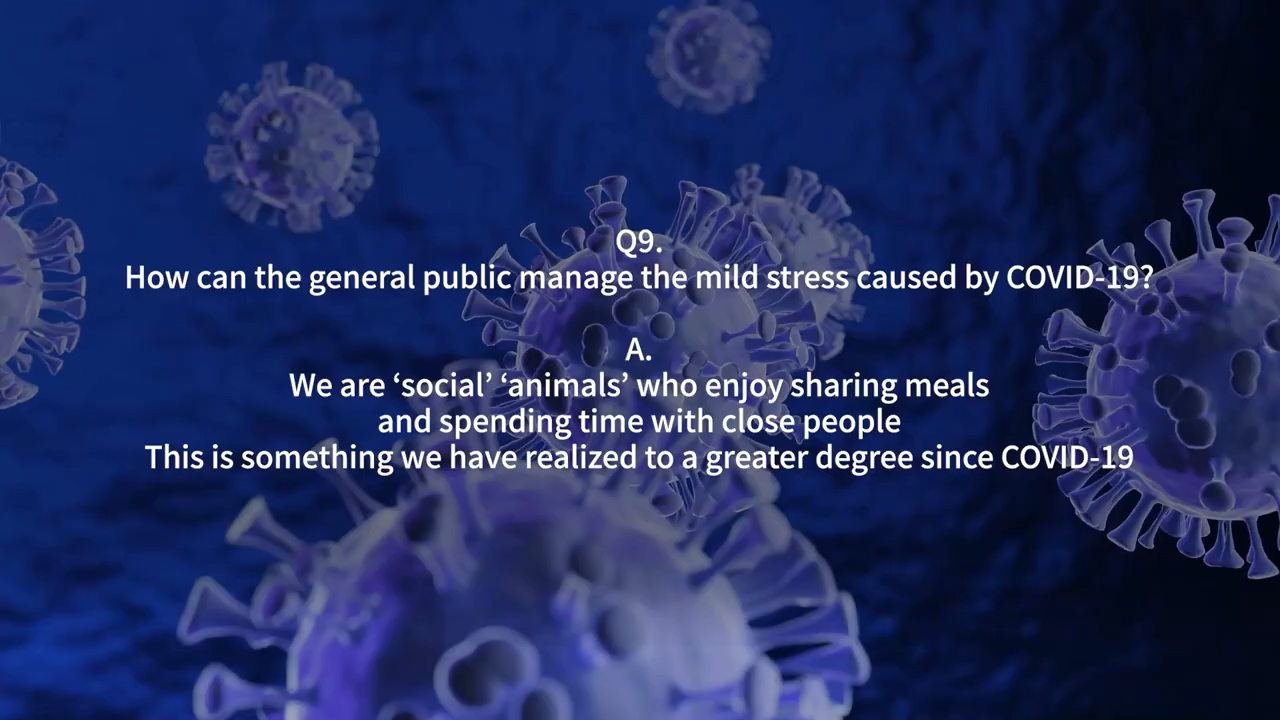 Q9.
How can the general public manage the mild stress caused by COVID-19?
A.
We are ‘social’ ‘animals’ who enjoy sharing meals
and spending time with close people
This is something we have realized to a greater degree since COVID-19